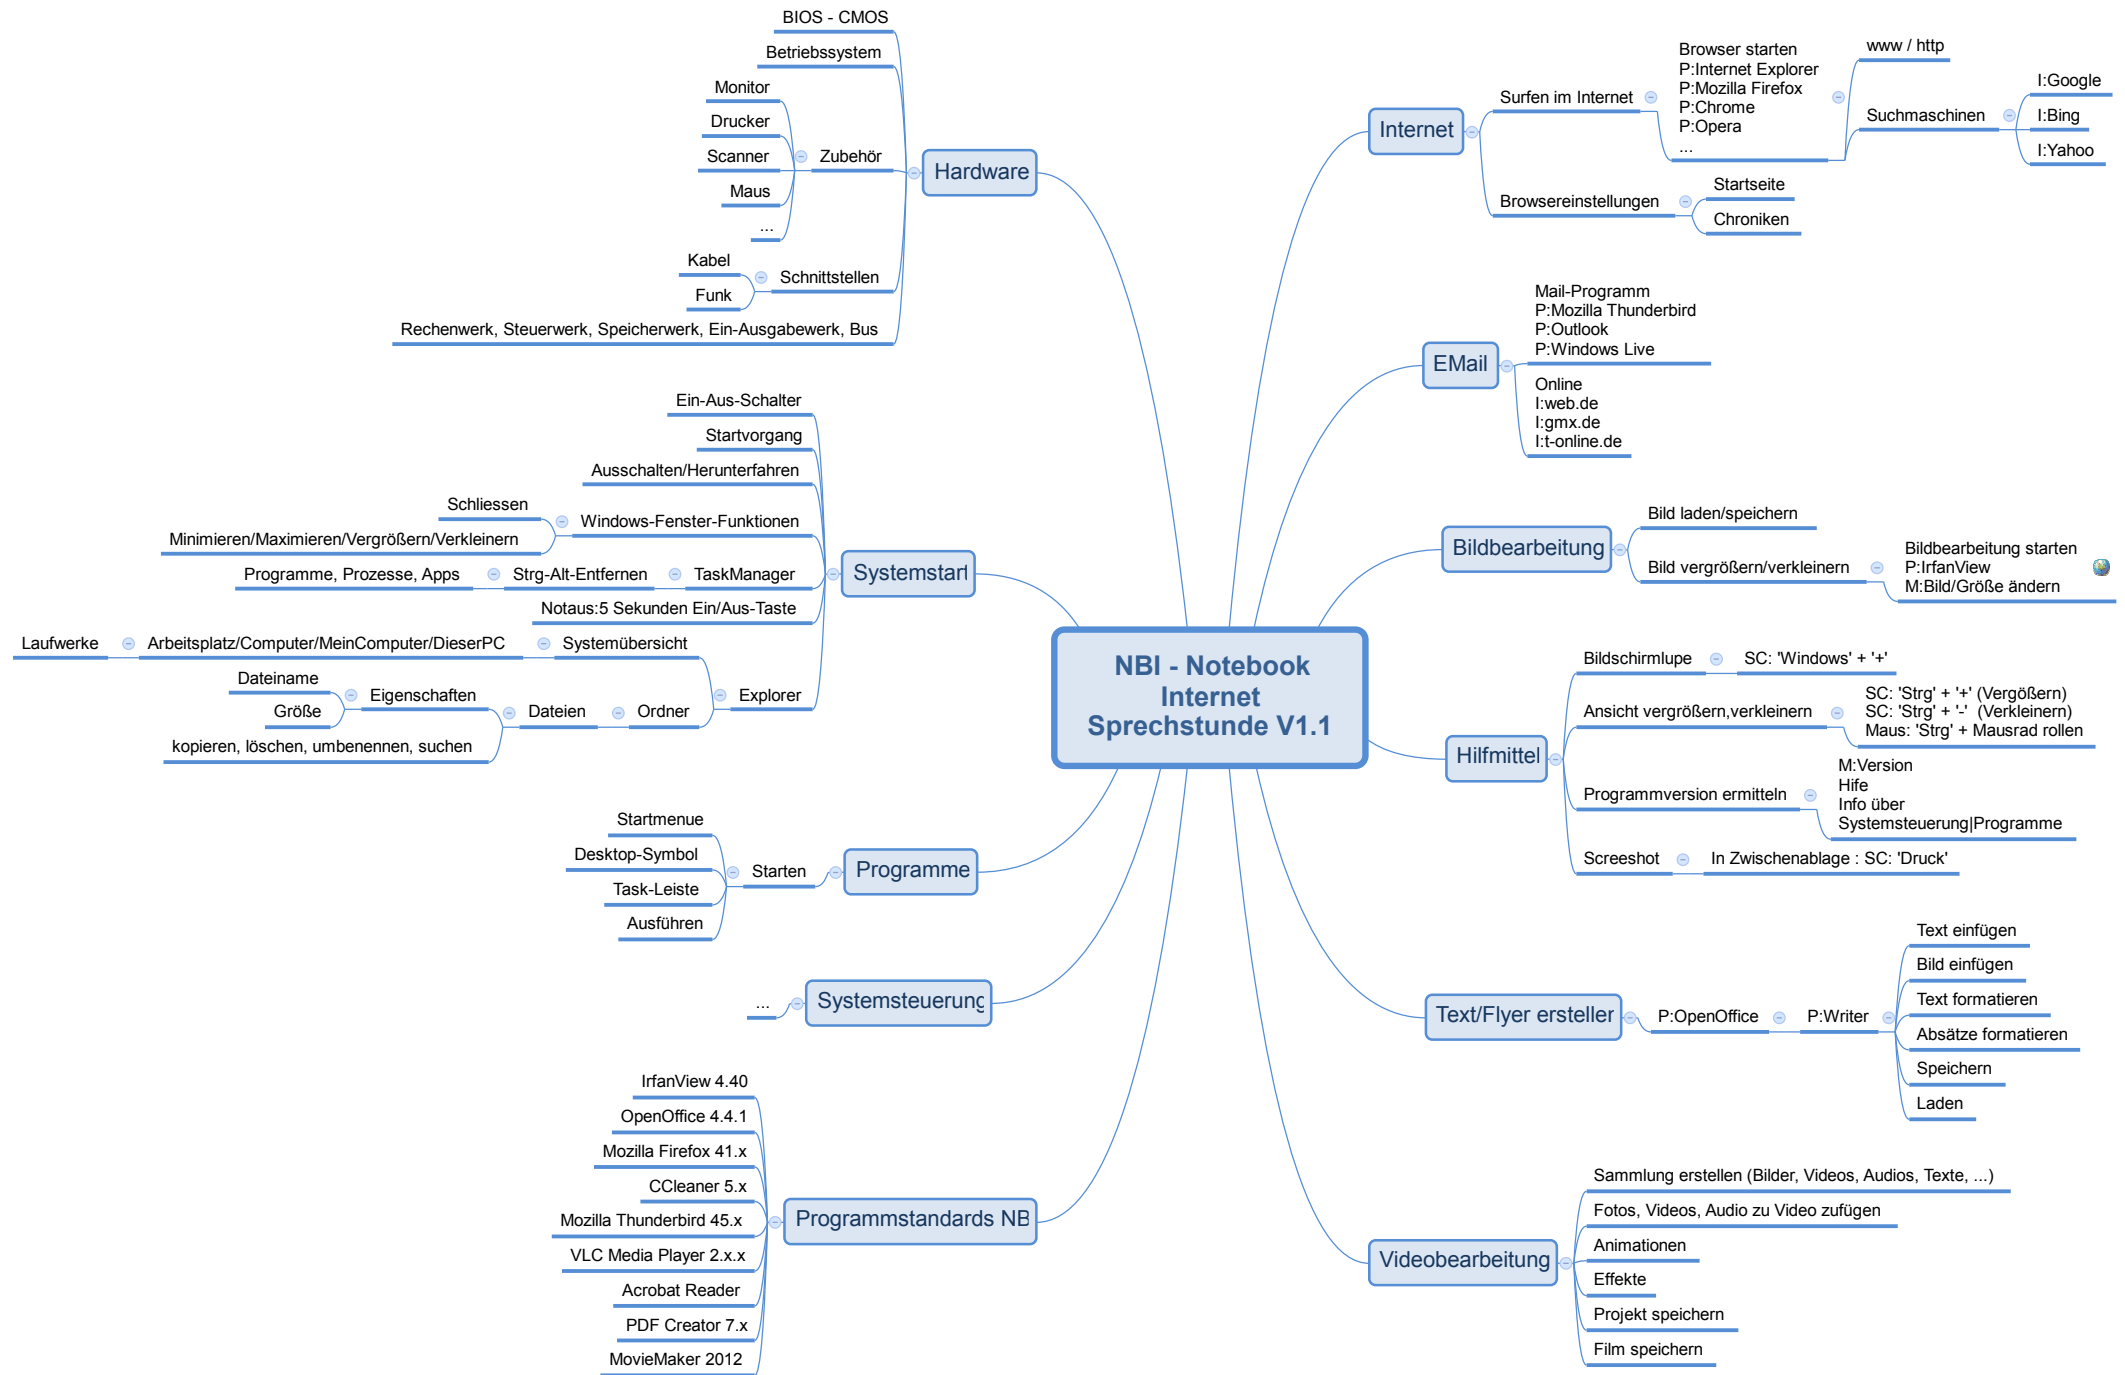 NBI - Notebook
Internet
Sprechstunde V1.1
Hardware
BIOS - CMOS
Betriebssystem
Zubehör
Monitor
Drucker
Scanner
Maus
...
Schnittstellen
Kabel
Funk
Rechenwerk, Steuerwerk, Speicherwerk, Ein-Ausgabewerk, Bus
Systemstart
Ein-Aus-Schalter
Startvorgang
Ausschalten/Herunterfahren
Windows-Fenster-Funktionen
Schliessen
Minimieren/Maximieren/Vergrößern/Verkleinern
TaskManager
Strg-Alt-Entfernen
Programme, Prozesse, Apps
Notaus:5 Sekunden Ein/Aus-Taste
Explorer
Systemübersicht
Arbeitsplatz/Computer/MeinComputer/DieserPC
Laufwerke
Ordner
Dateien
Eigenschaften
Dateiname
Größe
kopieren, löschen, umbenennen, suchen
Programme
Starten
Startmenue
Desktop-Symbol
Task-Leiste
Ausführen
Systemsteuerung
...
Programmstandards NB
IrfanView 4.40
OpenOffice 4.4.1
Mozilla Firefox 41.x
CCleaner 5.x
Mozilla Thunderbird 45.x
VLC Media Player 2.x.x
Acrobat Reader
PDF Creator 7.x
MovieMaker 2012
Internet
Surfen im Internet
Browser starten
P:Internet Explorer
P:Mozilla Firefox
P:Chrome
P:Opera
...
www / http
Suchmaschinen
I:Google
I:Bing
I:Yahoo
Browsereinstellungen
Startseite
Chroniken
EMail
Mail-Programm
P:Mozilla Thunderbird
P:Outlook
P:Windows Live
Online
I:web.de
I:gmx.de
I:t-online.de
Bildbearbeitung
Bild laden/speichern
Bild vergrößern/verkleinern
Bildbearbeitung starten
P:IrfanView
M:Bild/Größe ändern
Hilfmittel
Bildschirmlupe
SC: 'Windows' + '+'
Ansicht vergrößern,verkleinern
SC: 'Strg' + '+' (Vergößern)
SC: 'Strg' + '-' (Verkleinern)
Maus: 'Strg' + Mausrad rollen
Programmversion ermitteln
M:Version
Hife
Info über
Systemsteuerung|Programme
Screeshot
In Zwischenablage : SC: 'Druck'
Text/Flyer erstellen
P:OpenOffice
P:Writer
Text einfügen
Bild einfügen
Text formatieren
Absätze formatieren
Speichern
Laden
Videobearbeitung
Sammlung erstellen (Bilder, Videos, Audios, Texte, ...)
Fotos, Videos, Audio zu Video zufügen
Animationen
Effekte
Projekt speichern
Film speichern